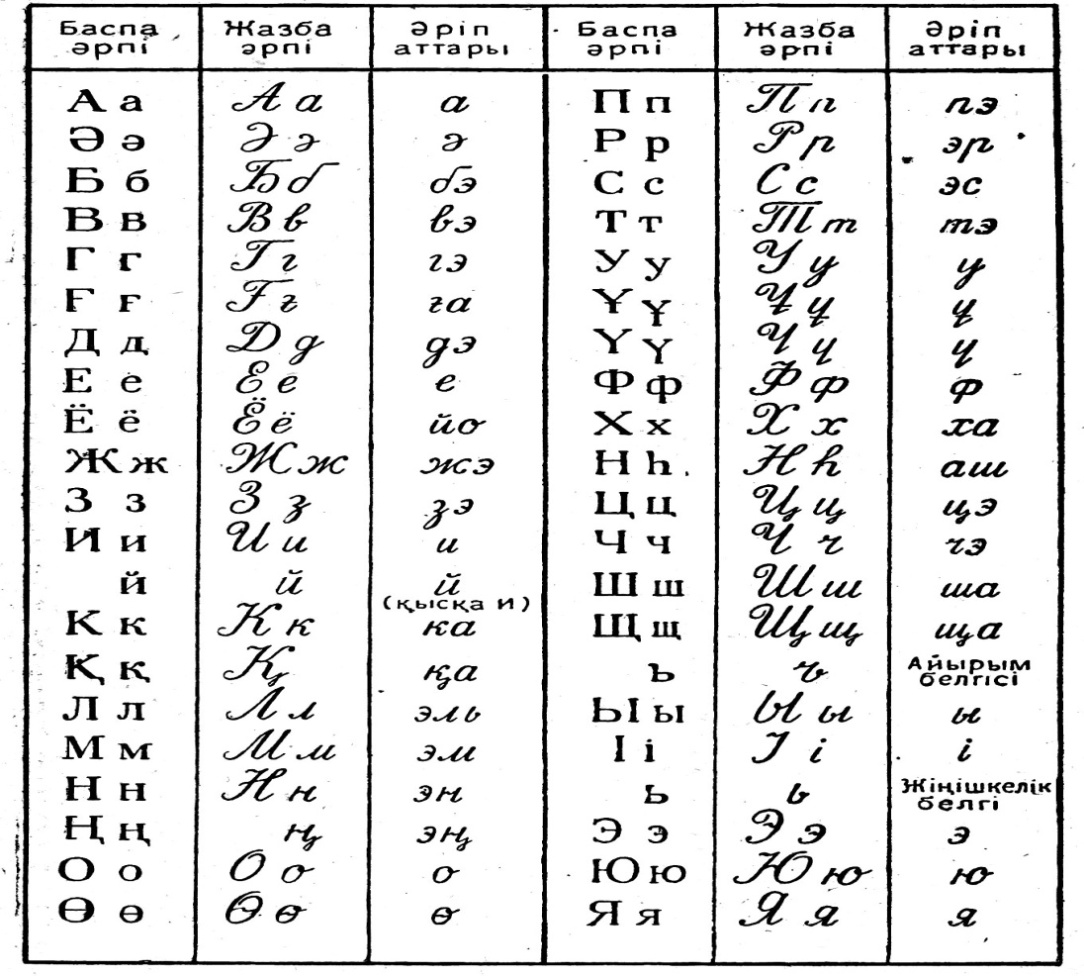 Баспа Жазба Әріп Баспа Жазба Әріп
әрпі әрпі аттары әрпі әрпі аттары
А а А а а П п П п пэ
Ә ә Ә ә ә Р р Р р эр
Б б Б б бэ С с С с эс
В в В в вэ Т т Т т тэ
Г г Г г гэ У у У у у
Ғ ғ Ғ ғ ға Ұ ұ Ұ ұ ұ
Д д Д д дэ Ү ү Ү ү ү
Е е Е е е Ф ф Ф ф ф
Ё ё Ё ё йо Х х Х х ха
Ж ж Ж ж жэ Н һ Н һ аш
З з З з зэ Ц ц Ц ц цэ
И и И и и Ч ч Ч ч чэ
й й й Ш ш Ш ш ша
(қысқа И)
К к К к ка Щ щ Щ щ ща
Қ қ Қ қа ъ ъ Айырым
белгісі
Л л Л л эль Ы ы Ы ы ы
М м М м эм І і І і і
Н н Н н эн ь ь Жіңішкелік
белгі
Ң ң ң эң Э э Э э э
О о О о о Ю ю Ю ю ю
Ө ө Ө ө ө Я я Я я я